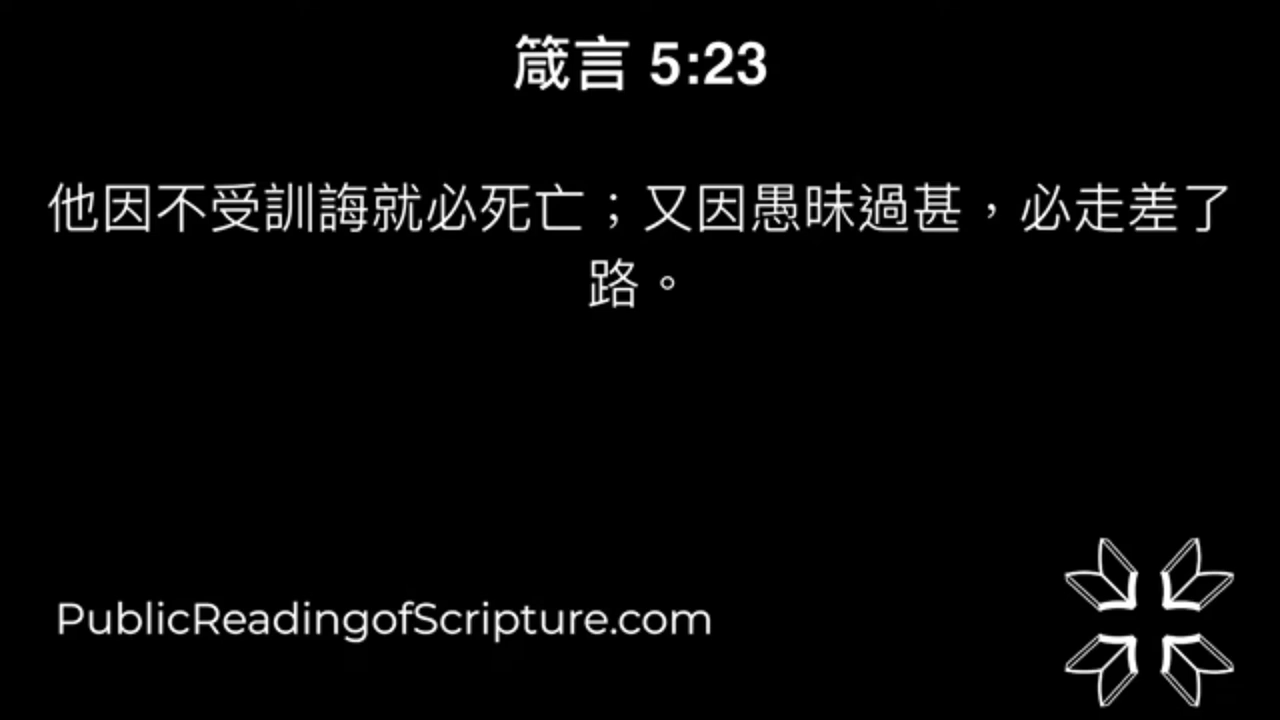 箴言 5:23
他因不受訓誨就必死亡；又因愚昧過甚，必走差了
路。
PublicReadingofScripture.com